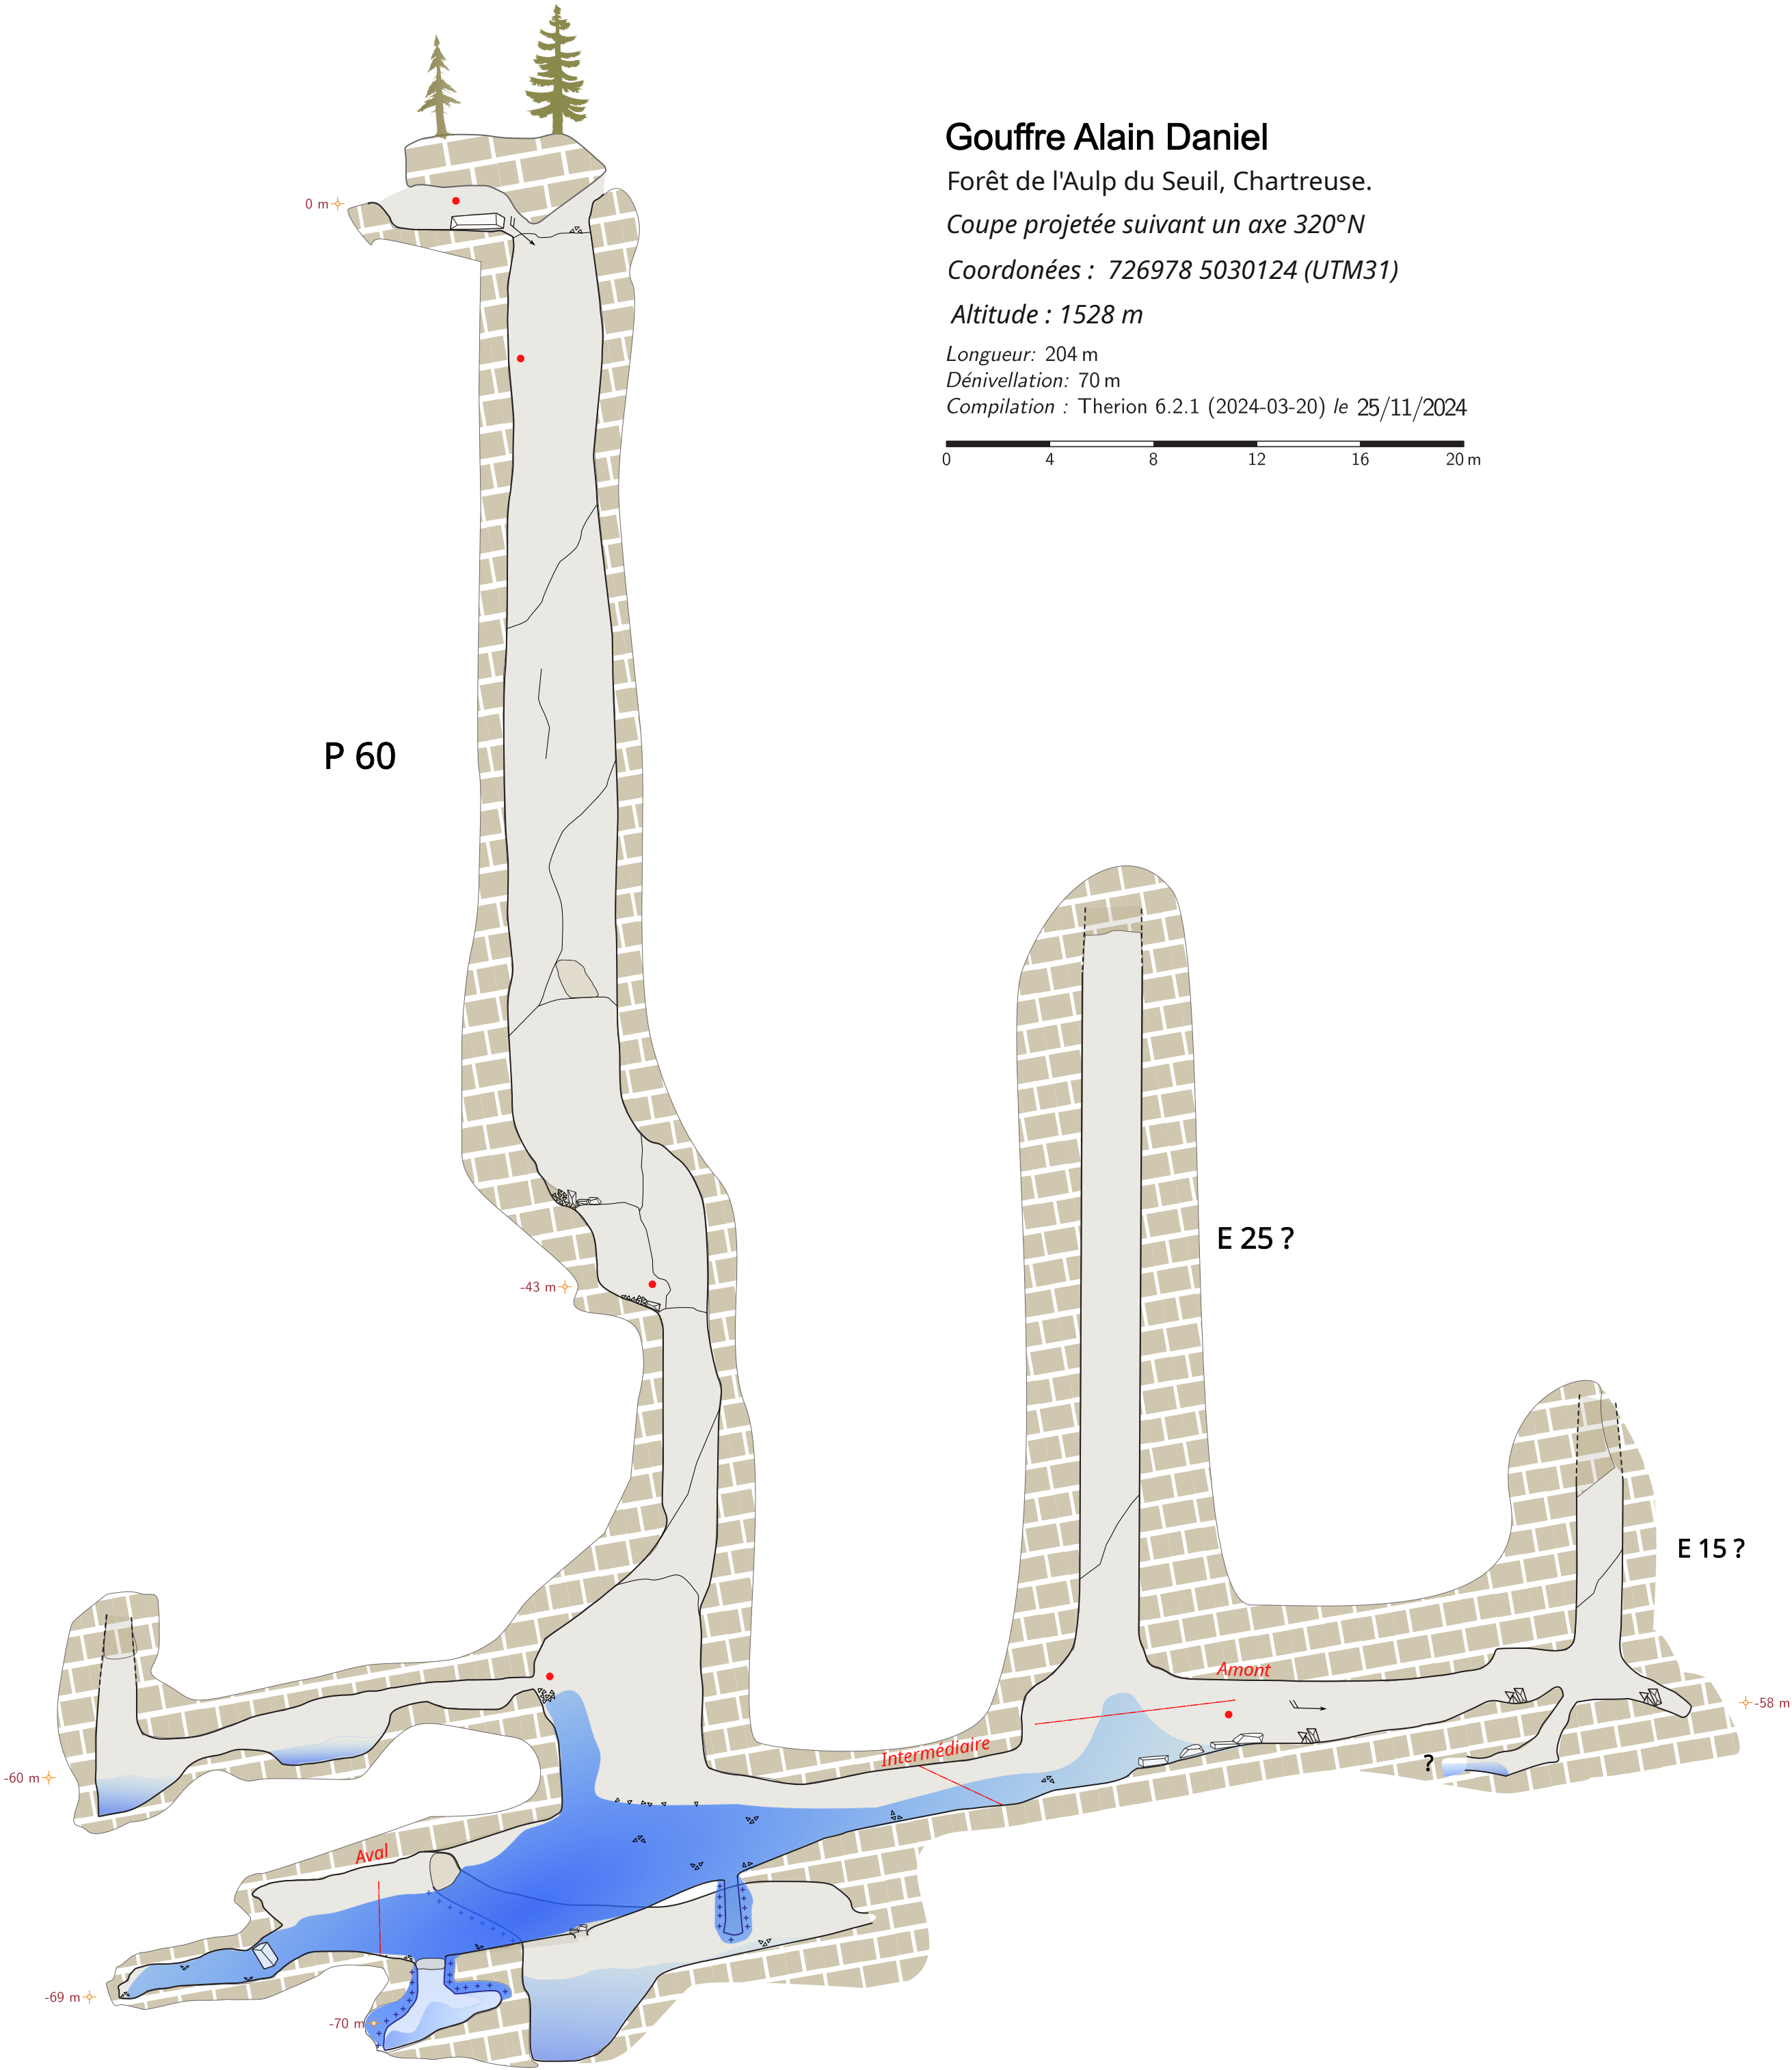 Gouffre Alain Daniel
Forêt de l'Aulp du Seuil, Chartreuse.
Coupe projetée suivant un axe 320°N
Coordonées : 726978 5030124 (UTM31)
Altitude : 1528 m
Longueur: 204 m
Dénivellation: 70 m
Compilation : Therion 6.2.1 (2024-03-20) le 25/11/2024
0 4 8 12 16 20 m
0 m
P 60
E 25 ?
-43 m
E 15 ?
Amont
-58 m
Intermédiaire
?
-60 m
Aval
-69 m
-70 m